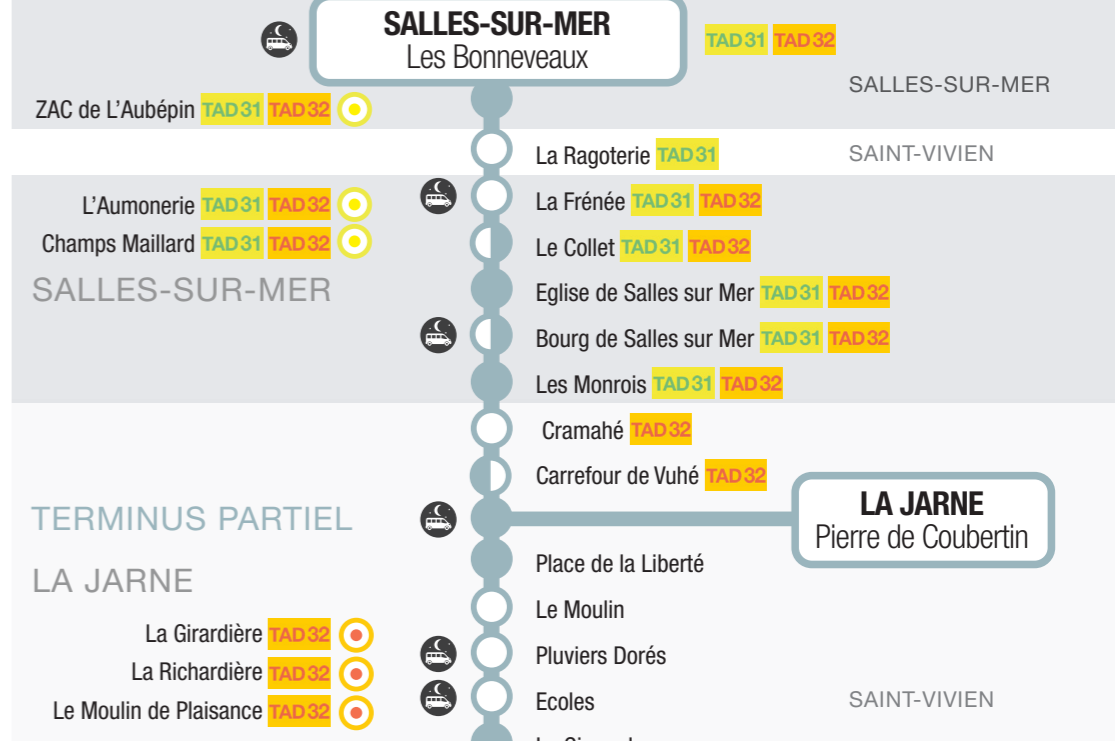 SALLES-SUR-MER
Les Bonneveaux
TAD31 TAD32
SALLES-SUR-MER
ZAC de L'Aubépin TAD31 TAD32
La Ragoterie TAD31
SAINT-VIVIEN
L'Aumonerie TAD31 TAD32
La Frénée TAD31 TAD32
Champs Maillard TAD31 TAD32
Le Collet TAD31 TAD32
SALLES-SUR-MER
Eglise de Salles sur Mer TAD31 TAD32
Bourg de Salles sur Mer TAD31 TAD32
Les Monrois TAD31 TAD32
Cramahé TAD32
Carrefour de Vuhé TAD32
TERMINUS PARTIEL
LA JARNE
Pierre de Coubertin
Place de la Liberté
LA JARNE
Le Moulin
La Girardière TAD32
Pluviers Dorés
La Richardière TAD32
Ecoles
SAINT-VIVIEN
Le Moulin de Plaisance TAD32